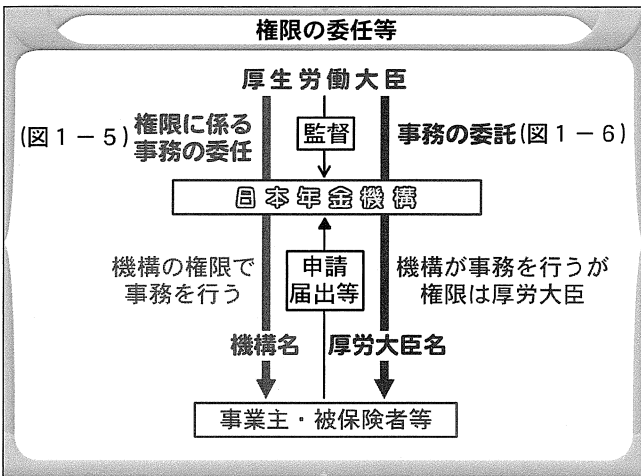 権限の委任等
厚生労働大臣
(図1-5) 権限に係る
事務の委任
監督
事務の委託(図1-6)
日本年金機構
機構の権限で
事務を行う
申請
届出等
機構が事務を行うが
権限は厚労大臣
機構名
厚労大臣名
事業主・被保険者等